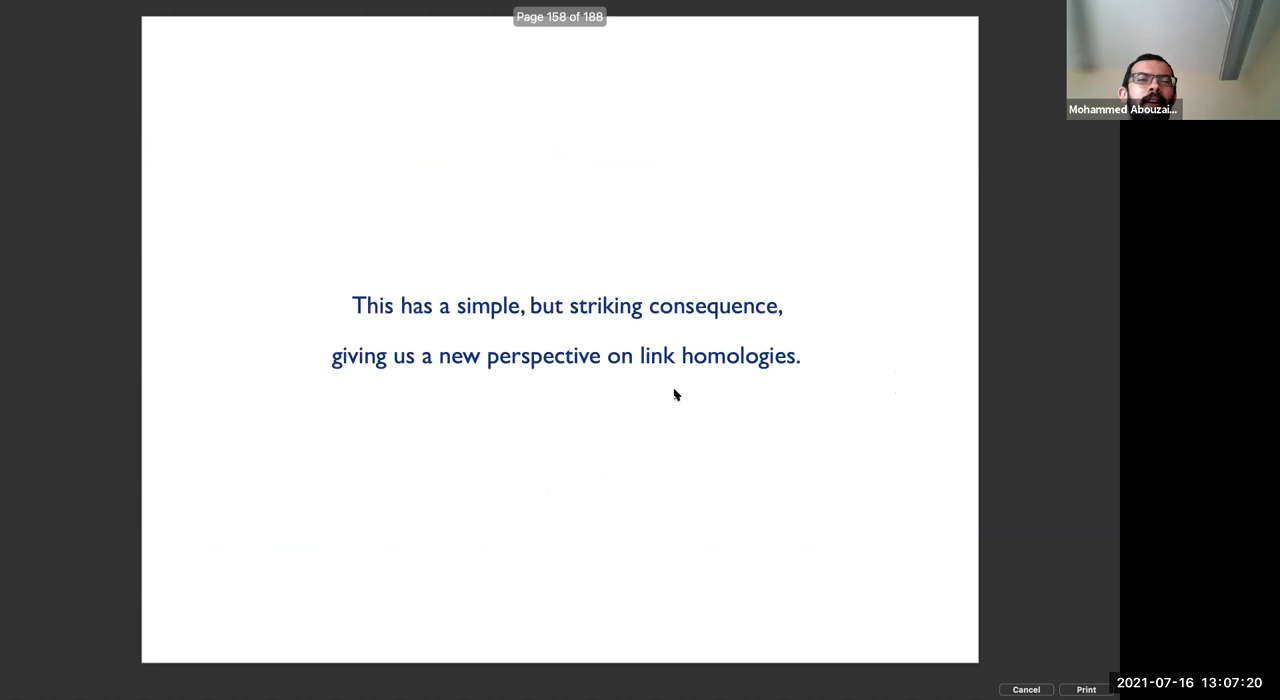 Page 158 of 188
Mohammed Abouzai...
This has a simple, but striking consequence,
giving us a new perspective on link homologies.
Cancel
Print
2021-07-16 13:07:20